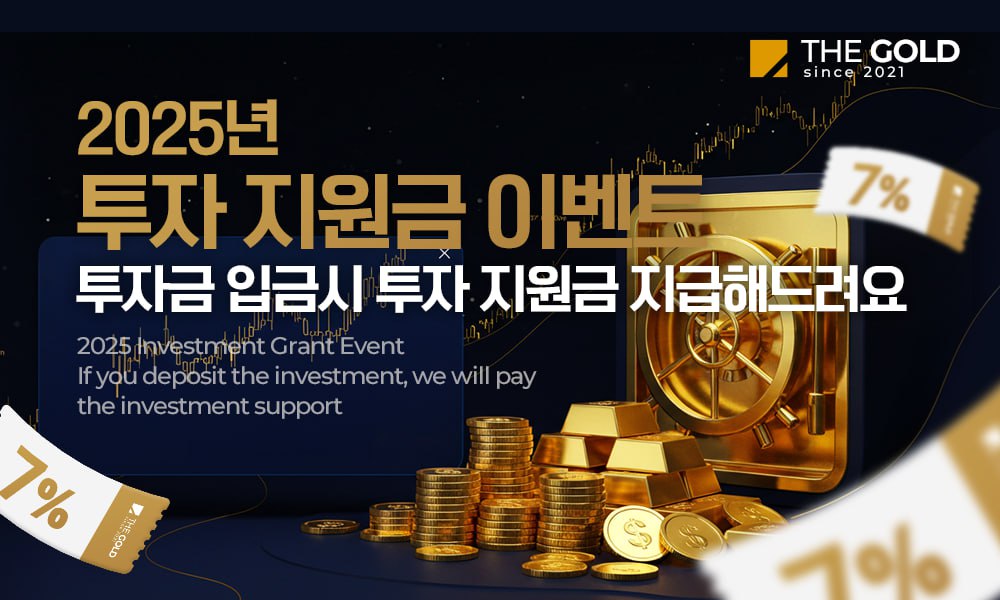 THE GOLD
since 2021
2025년
투자 지원금 이벤트
투자금 입금시 투자 지원금 지급해드려요
2025 Investment Grant Event
If you deposit the investment, we will pay
the investment support
7%
7%
THE GOLD
7%